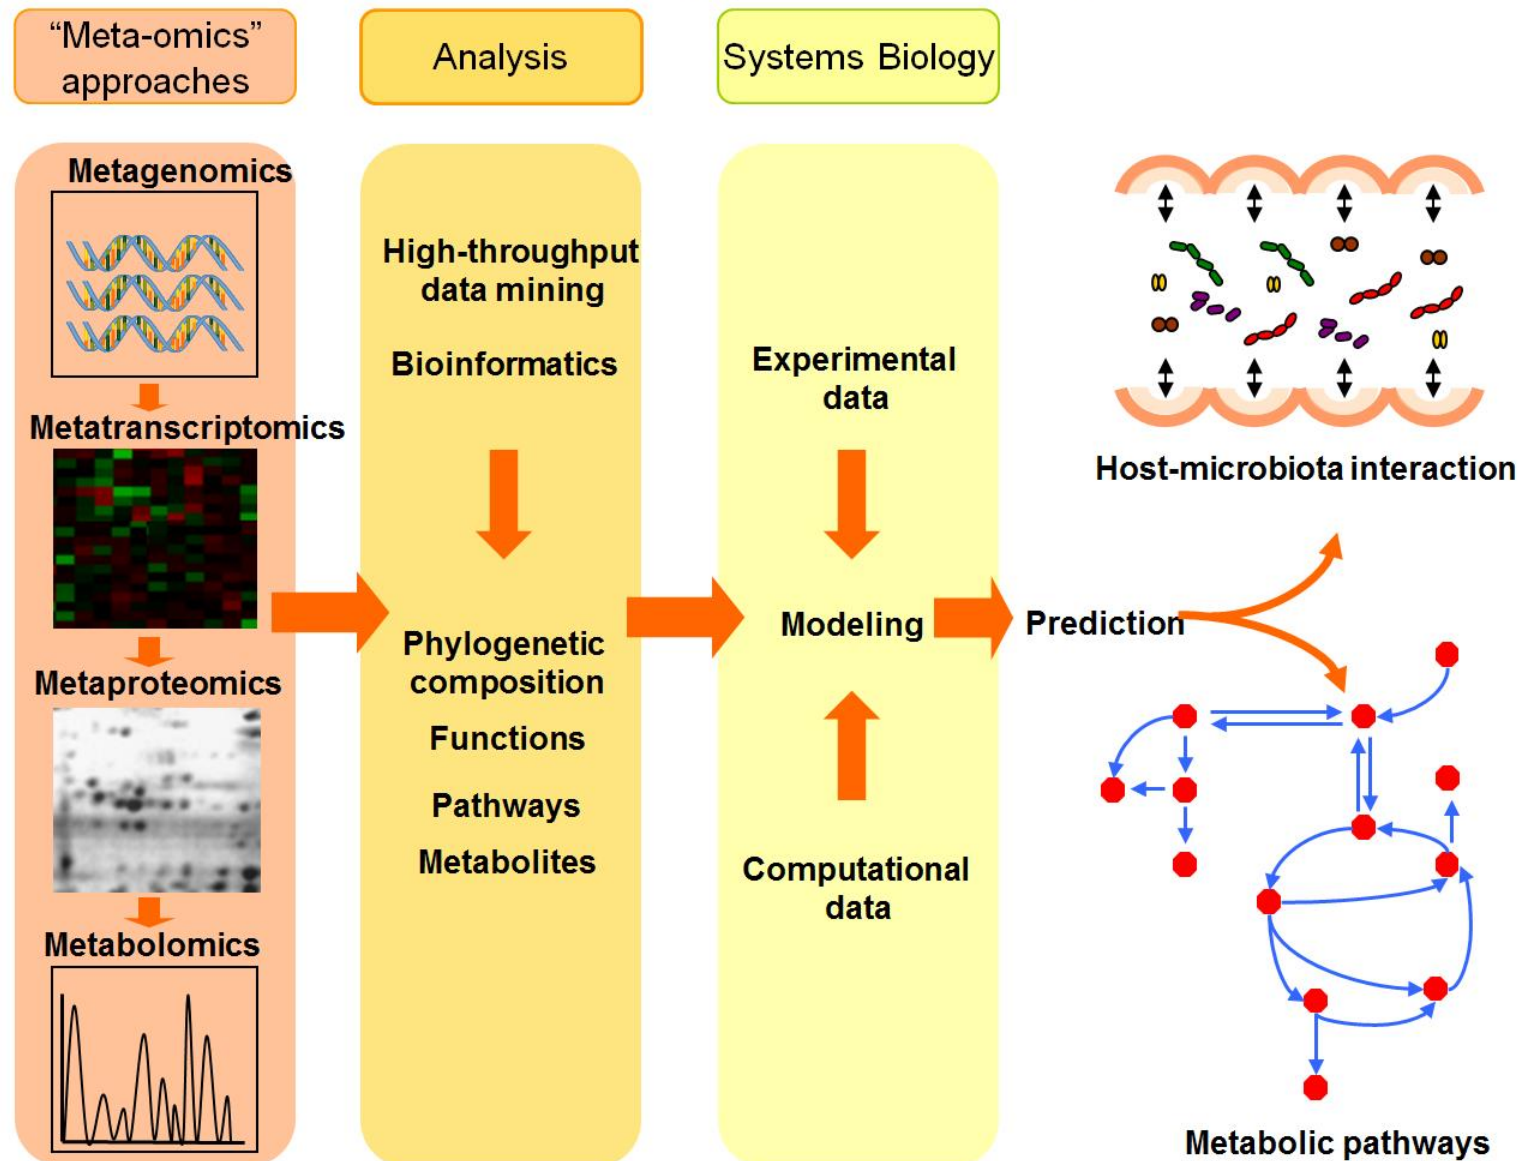 “Meta-omics”
approaches
Analysis
Systems Biology
Metagenomics
Metatranscriptomics
Metaproteomics
Metabolomics
High-throughput
data mining
Bioinformatics
Phylogenetic
composition
Functions
Pathways
Metabolites
Experimental
data
Modeling
Computational
data
Prediction
Host-microbiota interaction
Metabolic pathways